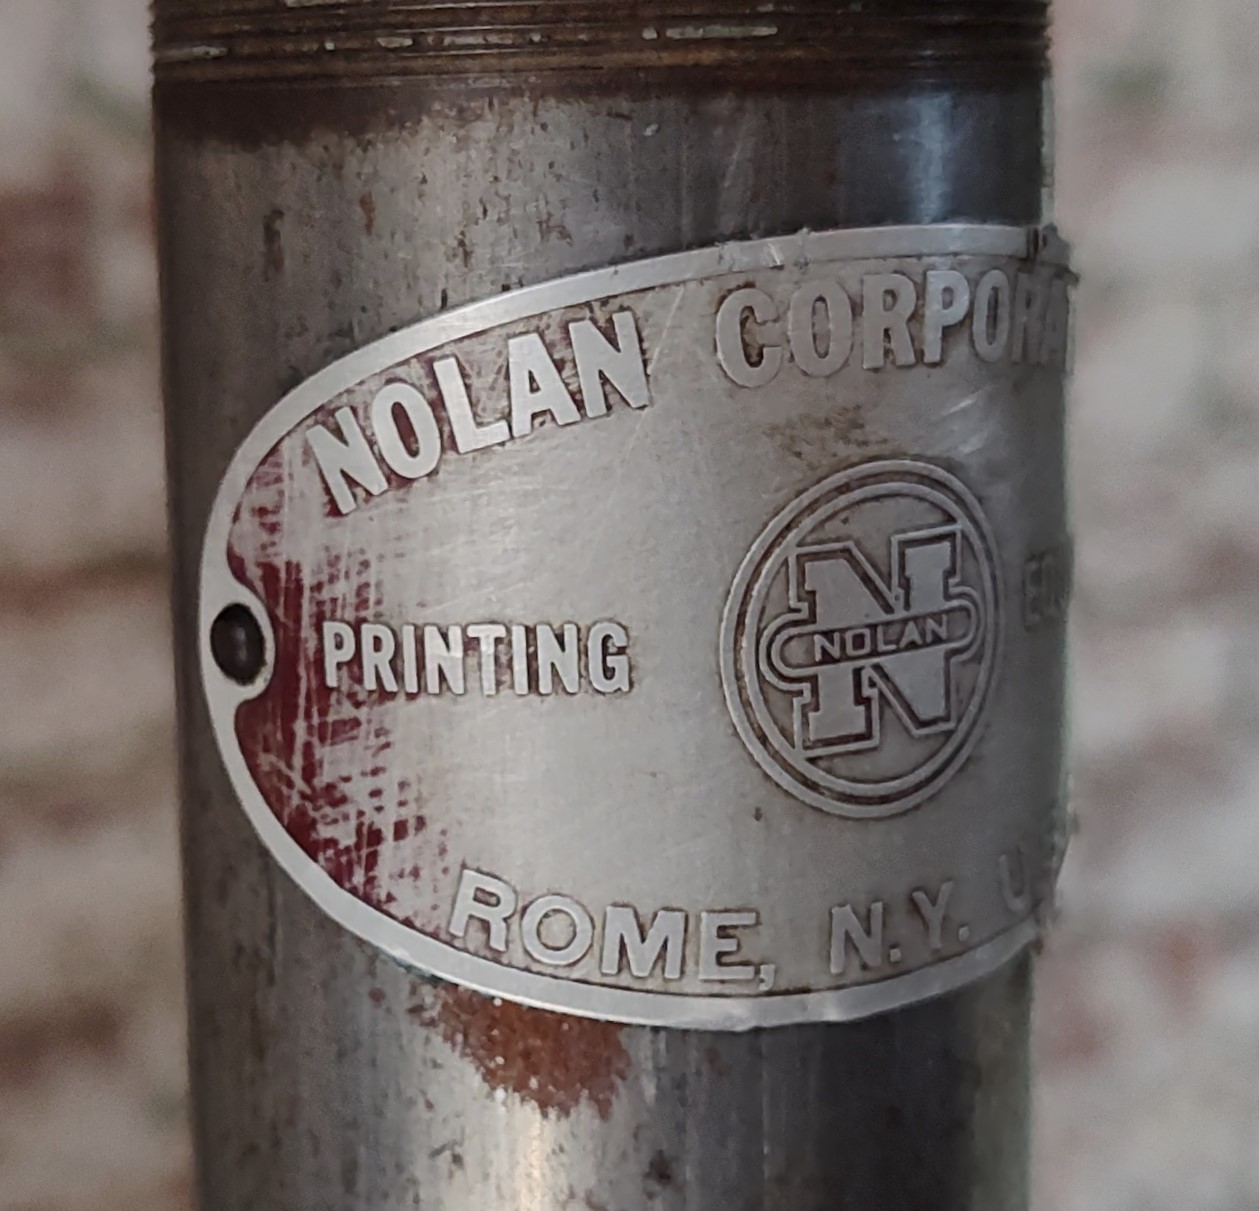 NOLAN CORPORA
PRINTING
NOLAN
ROME, N.Y. U